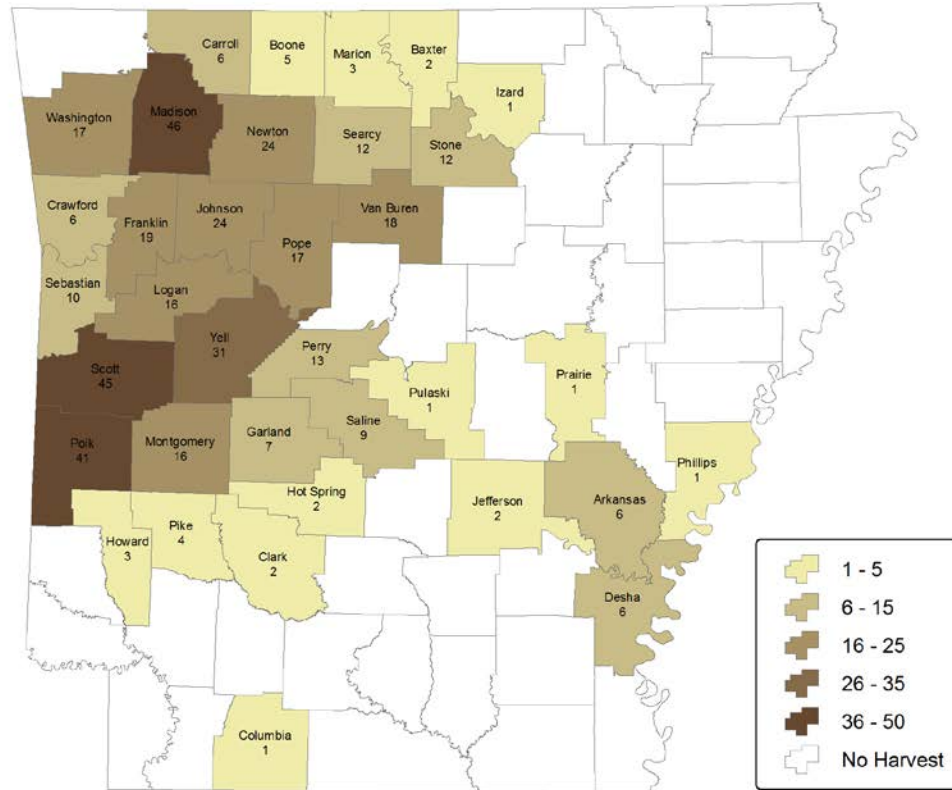 Carroll
6
Boone
5
Marion
3
Baxter
2
Izard
1
Washington
17
Madison
46
Newton
24
Searcy
12
Stone
12
Crawford
6
Franklin
19
Johnson
24
Pope
17
Van Buren
18
Sebastian
10
Logan
16
Yell
31
Perry
13
Scott
45
Pulaski
1
Prairie
1
Saline
9
Polk
41
Montgomery
16
Garland
7
Phillips
1
Hot Spring
2
Jefferson
2
Arkansas
6
Howard
3
Pike
4
Clark
2
Desha
6
Columbia
1
1 - 5
6 - 15
16 - 25
26 - 35
36 - 50
No Harvest